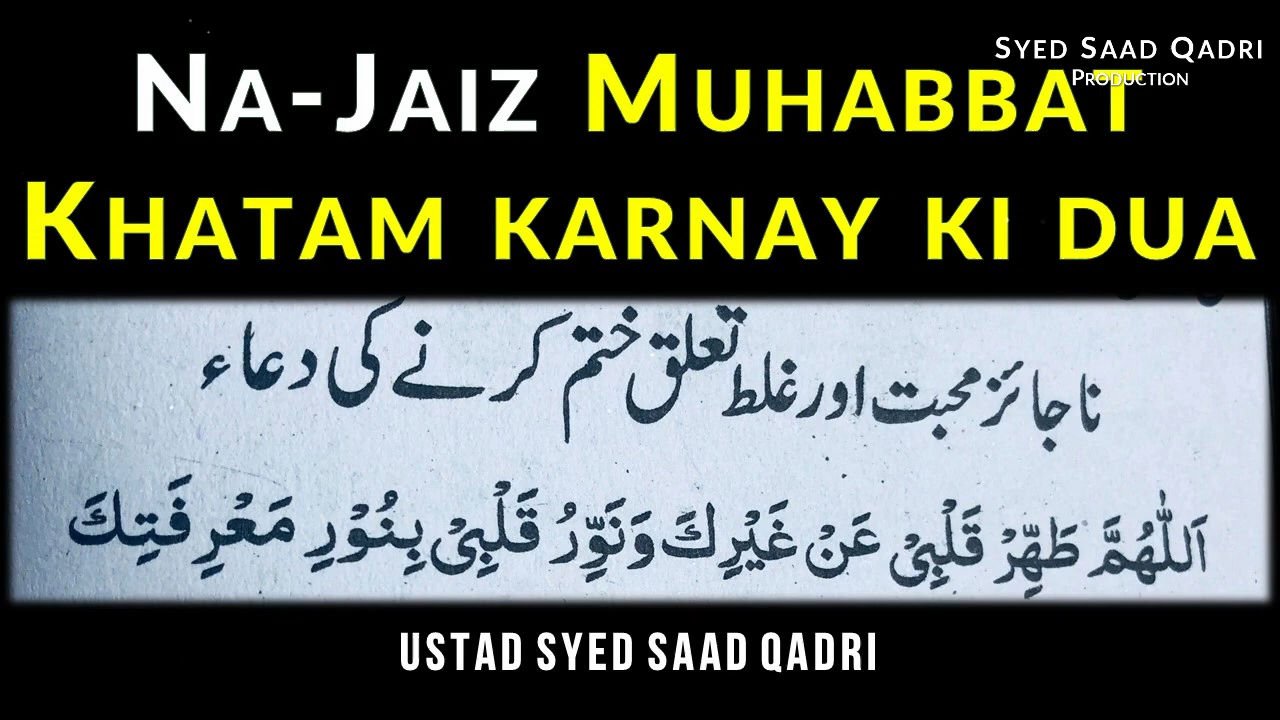 SYED SAAD QADRI
PRODUCTION
NA-JAIZ MUHABBAT
KHATAM KARNAY KI DUA
ناجائز محبت اور غلط تعلق ختم کرنے کی دعاء
اَللّٰهُمَّ طَهِّرْ قَلْبِیْ عَنْ غَیْرِكَ وَنَوِّرُ قَلْبِیْ بِنُوْرِ مَعْرِفَتِكَ
USTAD SYED SAAD QADRI